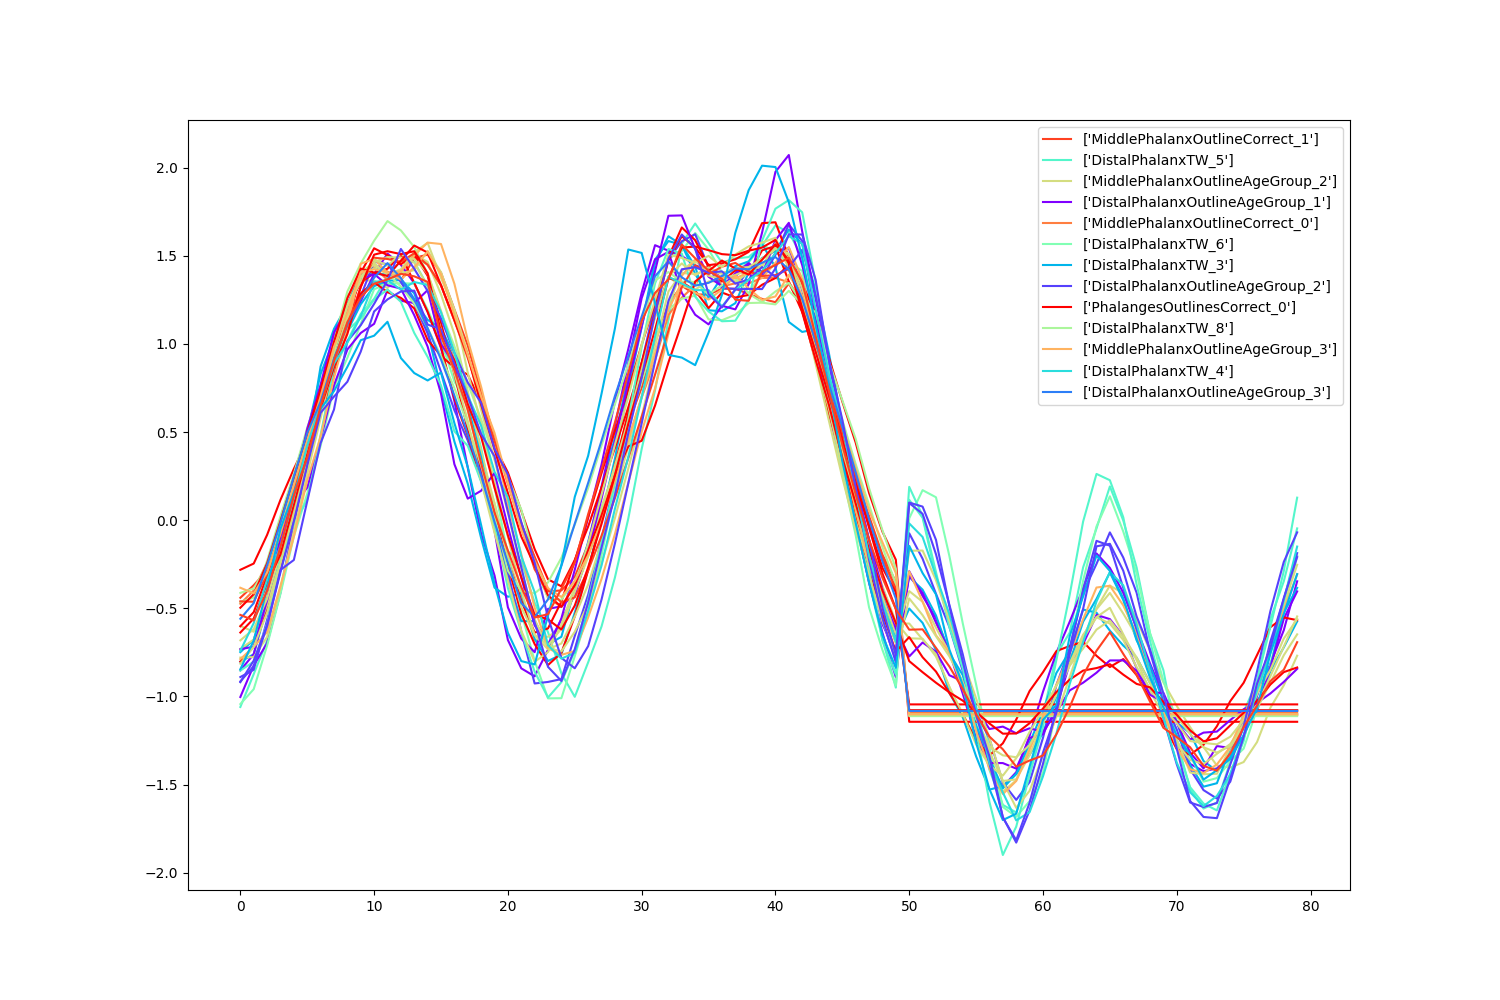 ['MiddlePhalanxOutlineCorrect_1']
['DistalPhalanxTW_5']
['MiddlePhalanxOutlineAgeGroup_2']
['DistalPhalanxOutlineAgeGroup_1']
['MiddlePhalanxOutlineCorrect_0']
['DistalPhalanxTW_6']
['DistalPhalanxTW_3']
['DistalPhalanxOutlineAgeGroup_2']
['PhalangesOutlinesCorrect_0']
['DistalPhalanxTW_8']
['MiddlePhalanxOutlineAgeGroup_3']
['DistalPhalanxTW_4']
['DistalPhalanxOutlineAgeGroup_3']
2.0
1.5
1.0
0.5
0.0
−0.5
−1.0
−1.5
−2.0
0 10 20 30 40 50 60 70 80